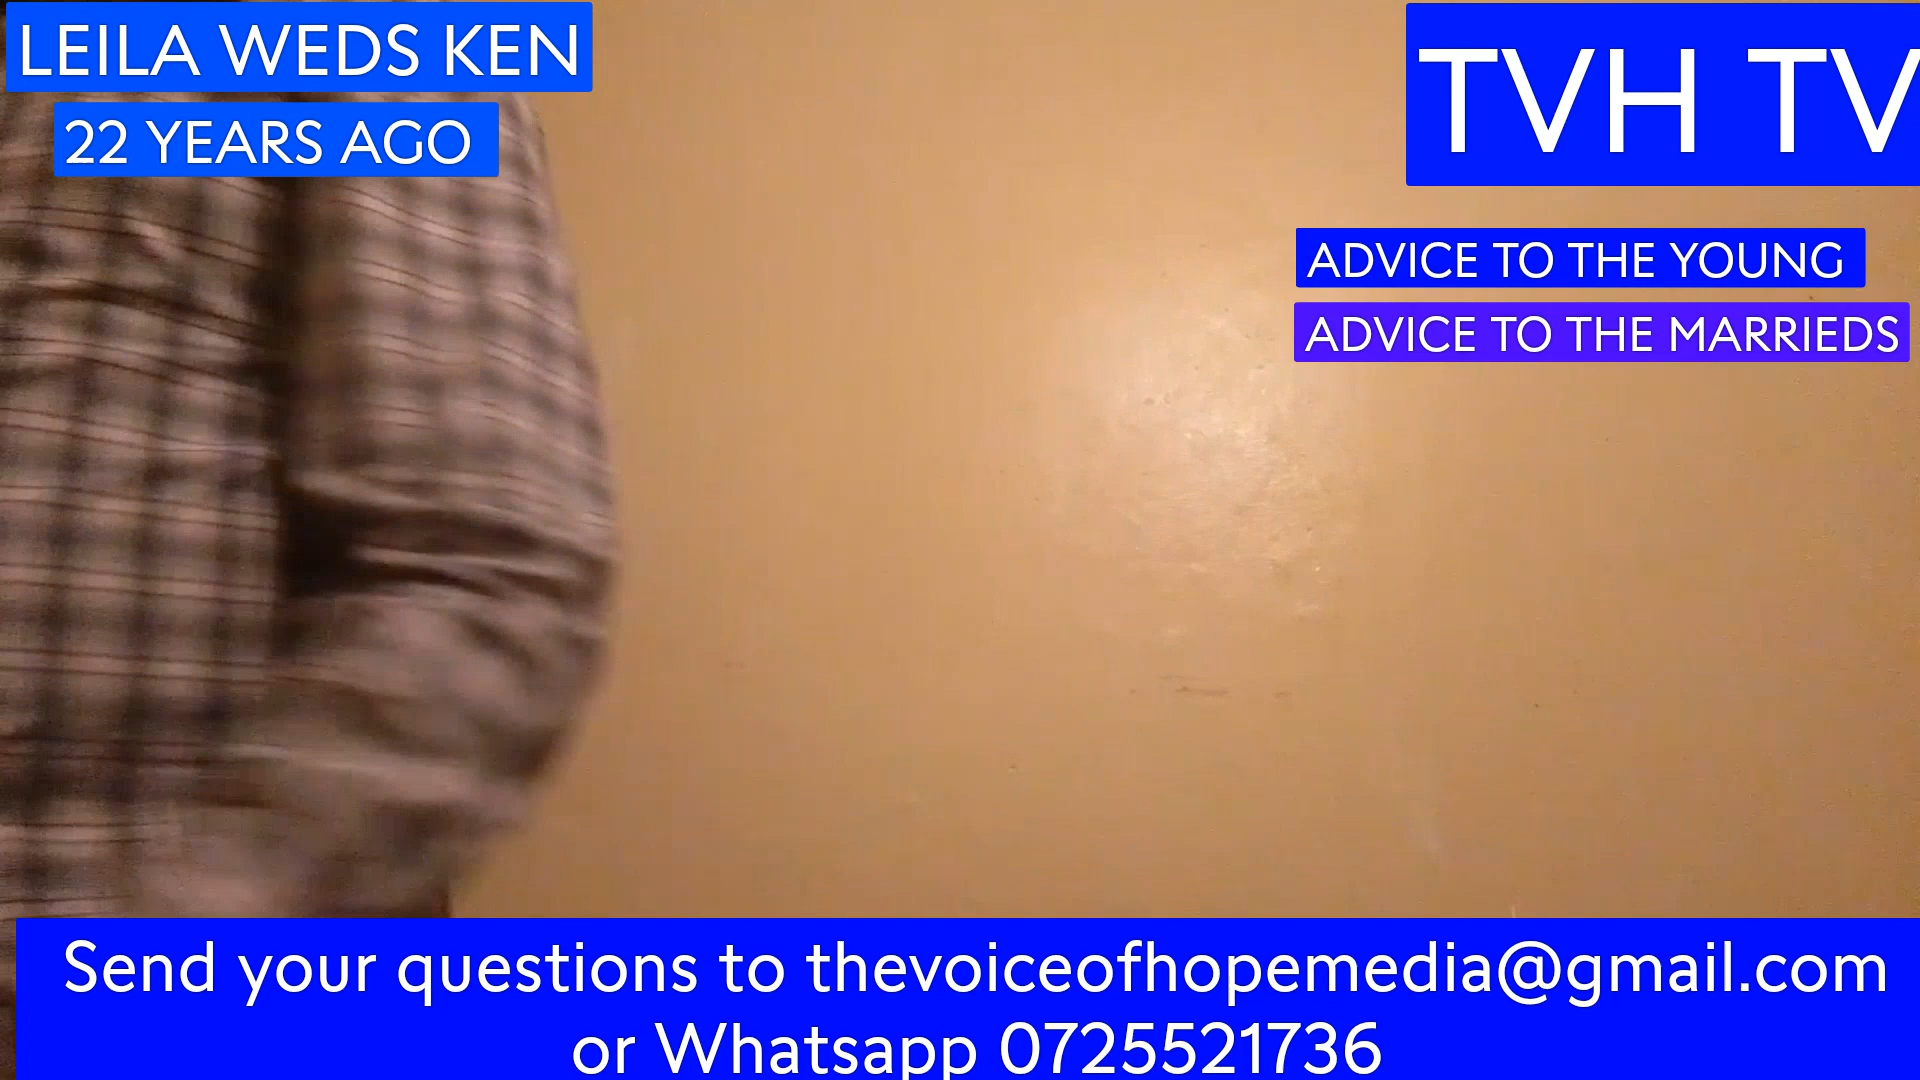 LEILA WEDS KEN
22 YEARS AGO
TVH TV
ADVICE TO THE YOUNG
ADVICE TO THE MARRIEDS
Send your questions to thevoiceofhopemedia@gmail.com
or Whatsapp 0725521736